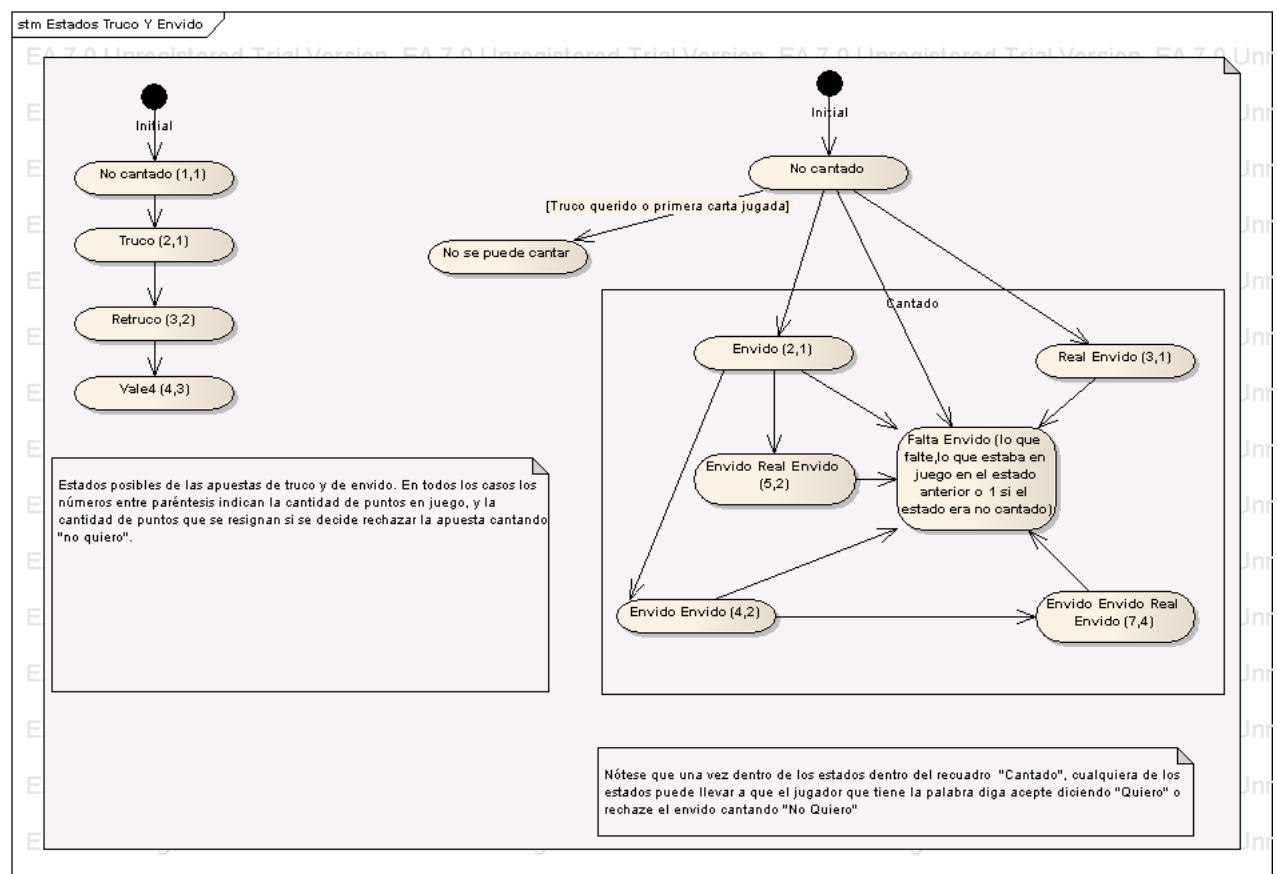 stm Estados Truco Y Envido
EA 7.0 Unregistered Trial Version EA 7.0 Unregistered Trial Version EA 7.0 Unr
Initial
No cantado (1,1)
Truco (2,1)
Retruco (3,2)
Vale4 (4,3)
Estados posibles de las apuestas de truco y de envido. En todos los casos los
números entre paréntesis indican la cantidad de puntos en juego, y la
cantidad de puntos que se resignan si se decide rechazar la apuesta cantando
"no quiero".
Initial
No cantado
[Truco querido o primera carta jugada]
No se puede cantar
Cantado
Envido (2,1)
Real Envido (3,1)
Falta Envido (lo que
falte,lo que estaba en
juego en el estado
anterior o 1 si el
estado era no cantado)
Envido Real Envido
(5,2)
Envido Envido (4,2)
Envido Envido Real
Envido (7,4)
Nótese que una vez dentro de los estados dentro del recuadro "Cantado", cualquiera de los
estados puede llevar a que el jugador que tiene la palabra diga acepte diciendo "Quiero" o
rechaze el envido cantando "No Quiero"